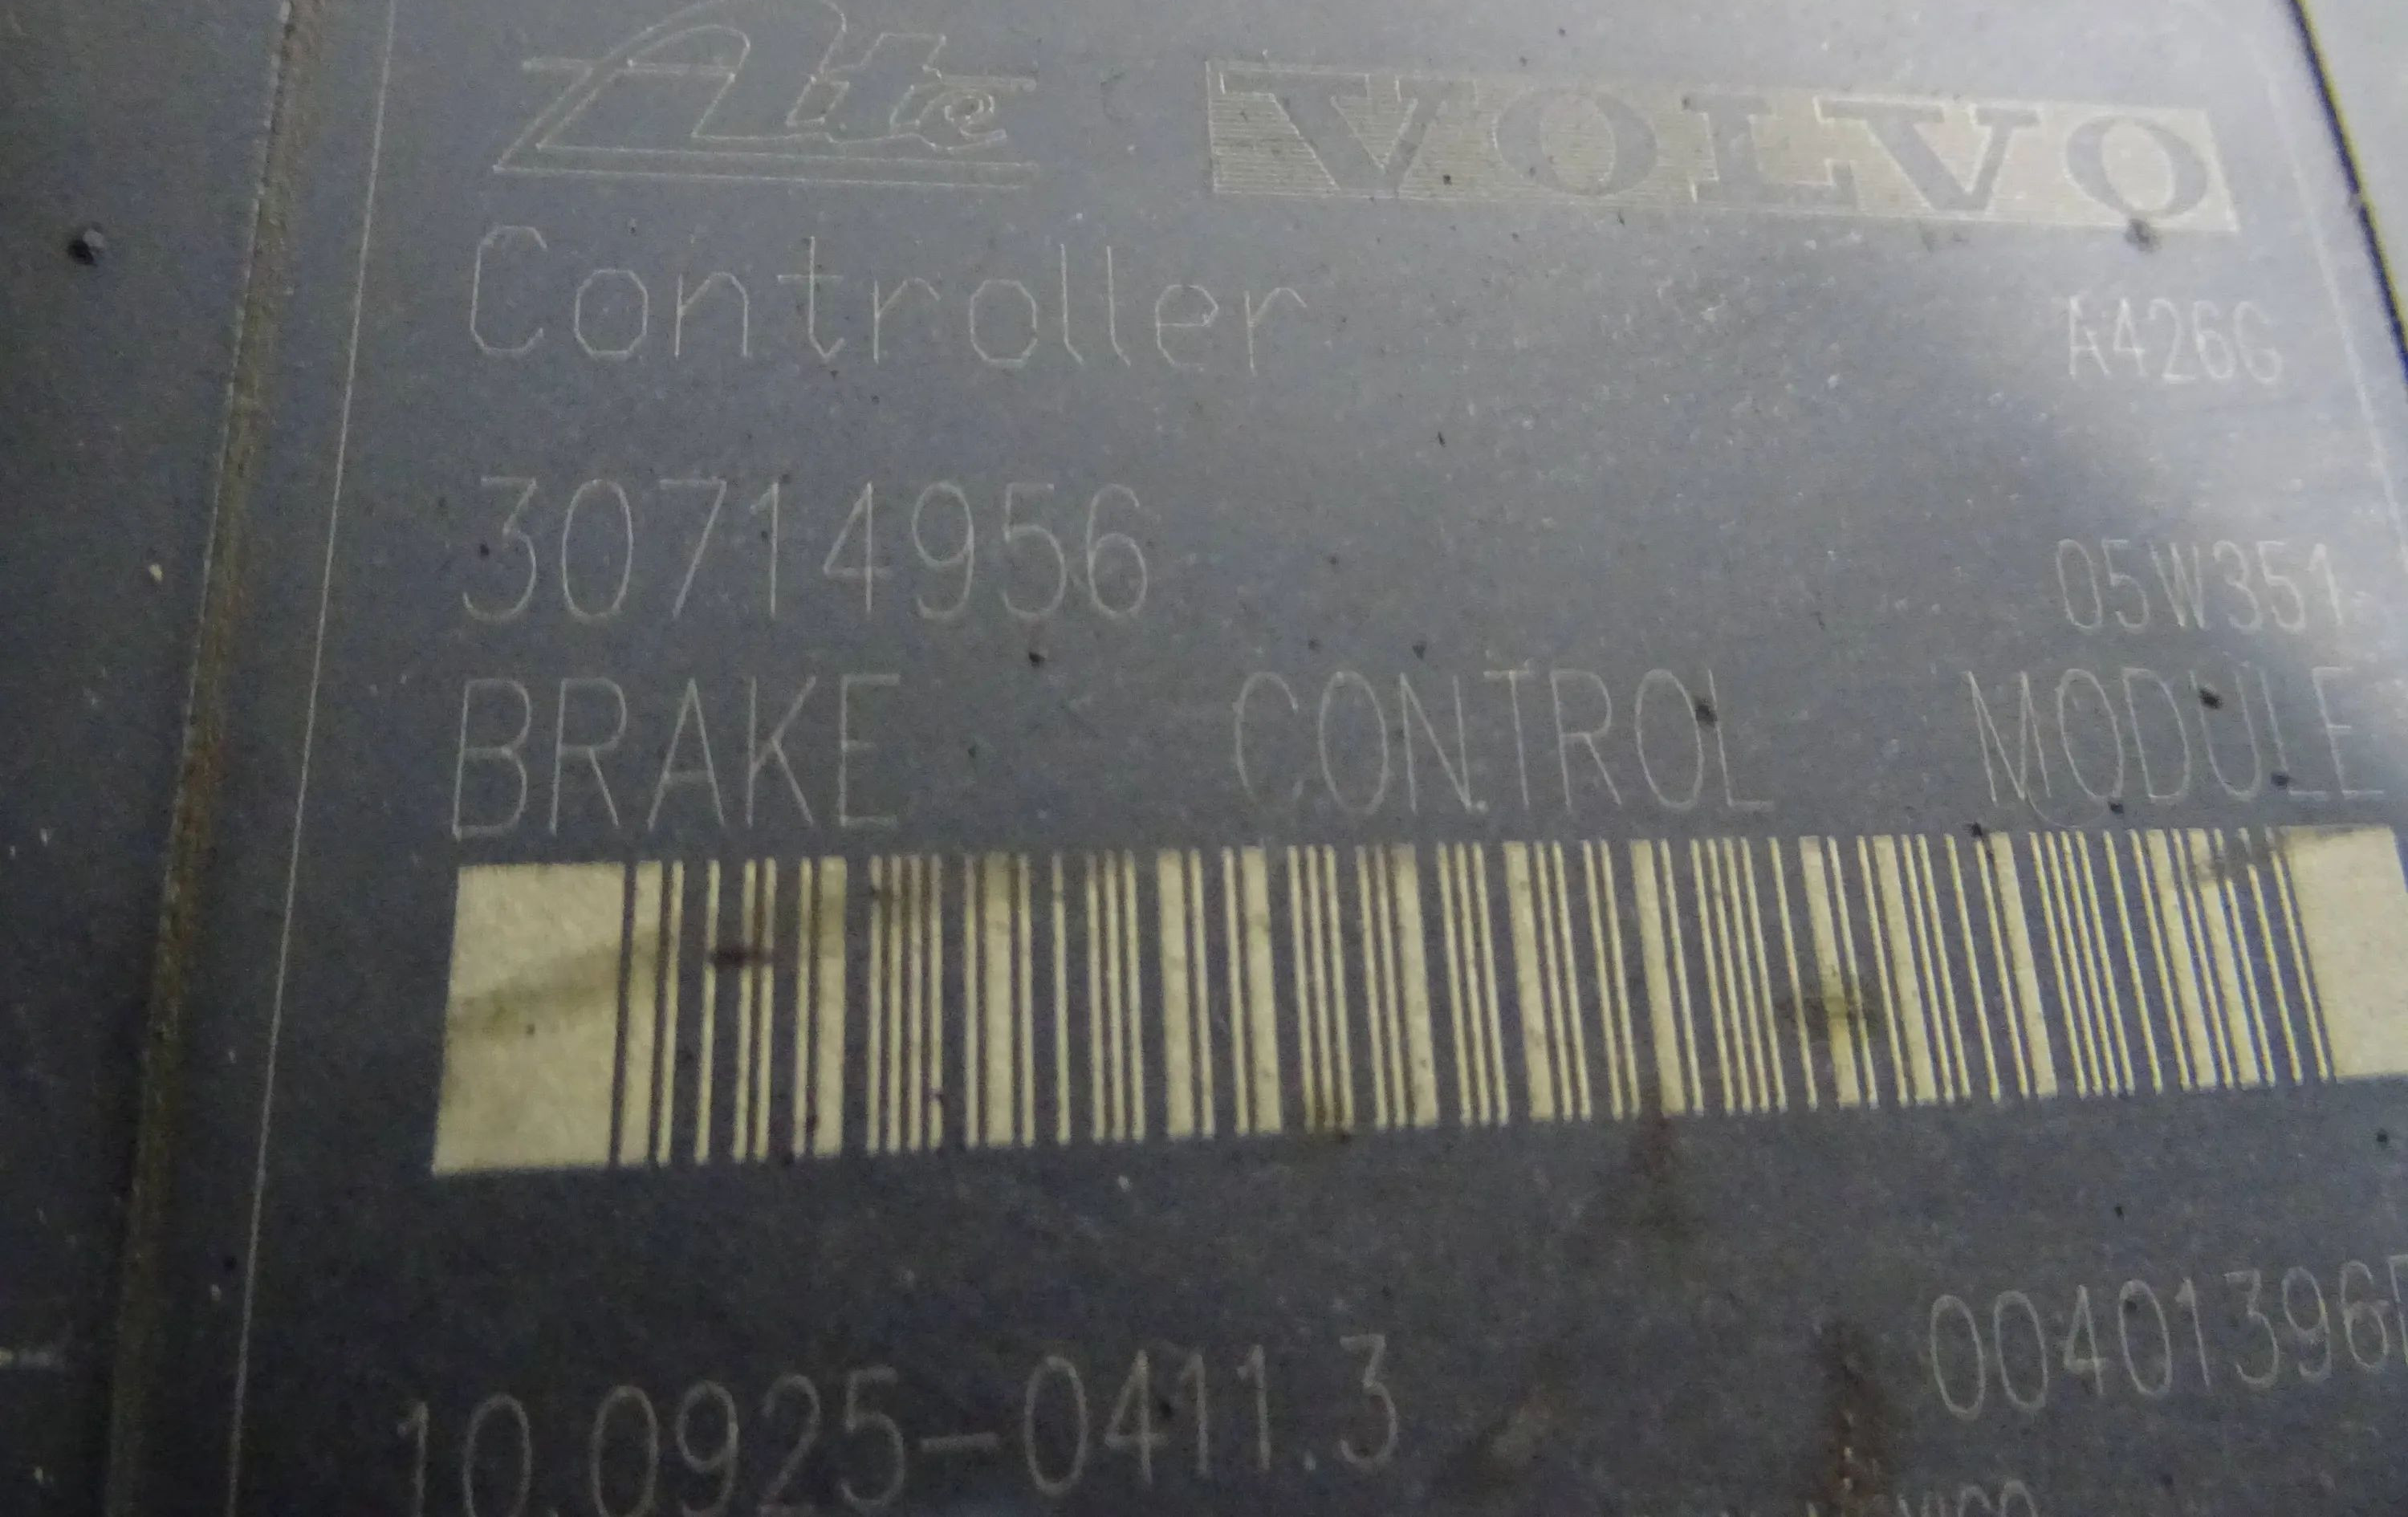 Ate VOLVO
Controller A426G
30714956 05W351
BRAKE CONTROL MODULE
10.0925-0411.3 00401396